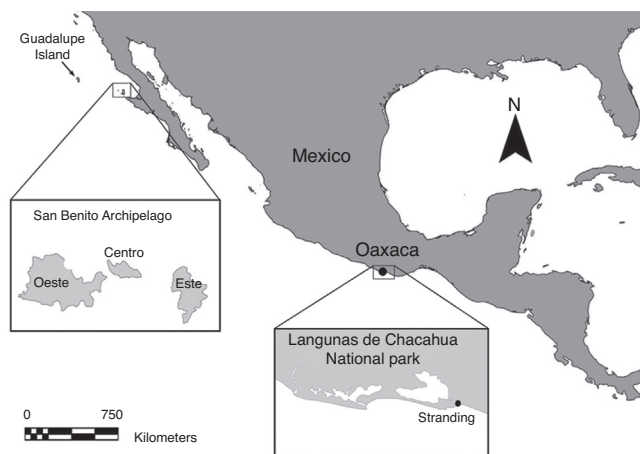 Guadalupe
Island
N
Mexico
San Benito Archipelago
Centro
Oeste
Este
Oaxaca
Langunas de Chacahua
National park
Stranding
0 750
Kilometers